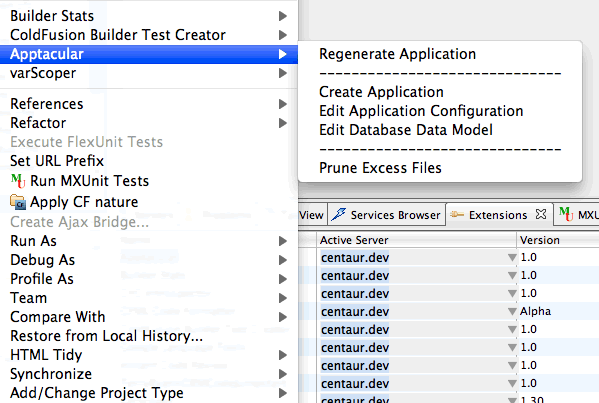 Builder Stats
ColdFusion Builder Test Creator
Apptacular
varScoper
References
Refactor
Execute FlexUnit Tests
Set URL Prefix
Run MXUnit Tests
Apply CF nature
Create Ajax Bridge...
Run As
Debug As
Profile As
Team
Compare With
Restore from Local History...
HTML Tidy
Synchronize
Add/Change Project Type
Regenerate Application
--------------------------------
Create Application
Edit Application Configuration
Edit Database Data Model
--------------------------------
Prune Excess Files
View Services Browser Extensions MXU
Active Server Version
centaur.dev 1.0
centaur.dev 1.0
centaur.dev 1.0
centaur.dev Alpha
centaur.dev 1.0
centaur.dev 1.0
centaur.dev 1.0
centaur.dev 1.0
centaur.dev 1.30